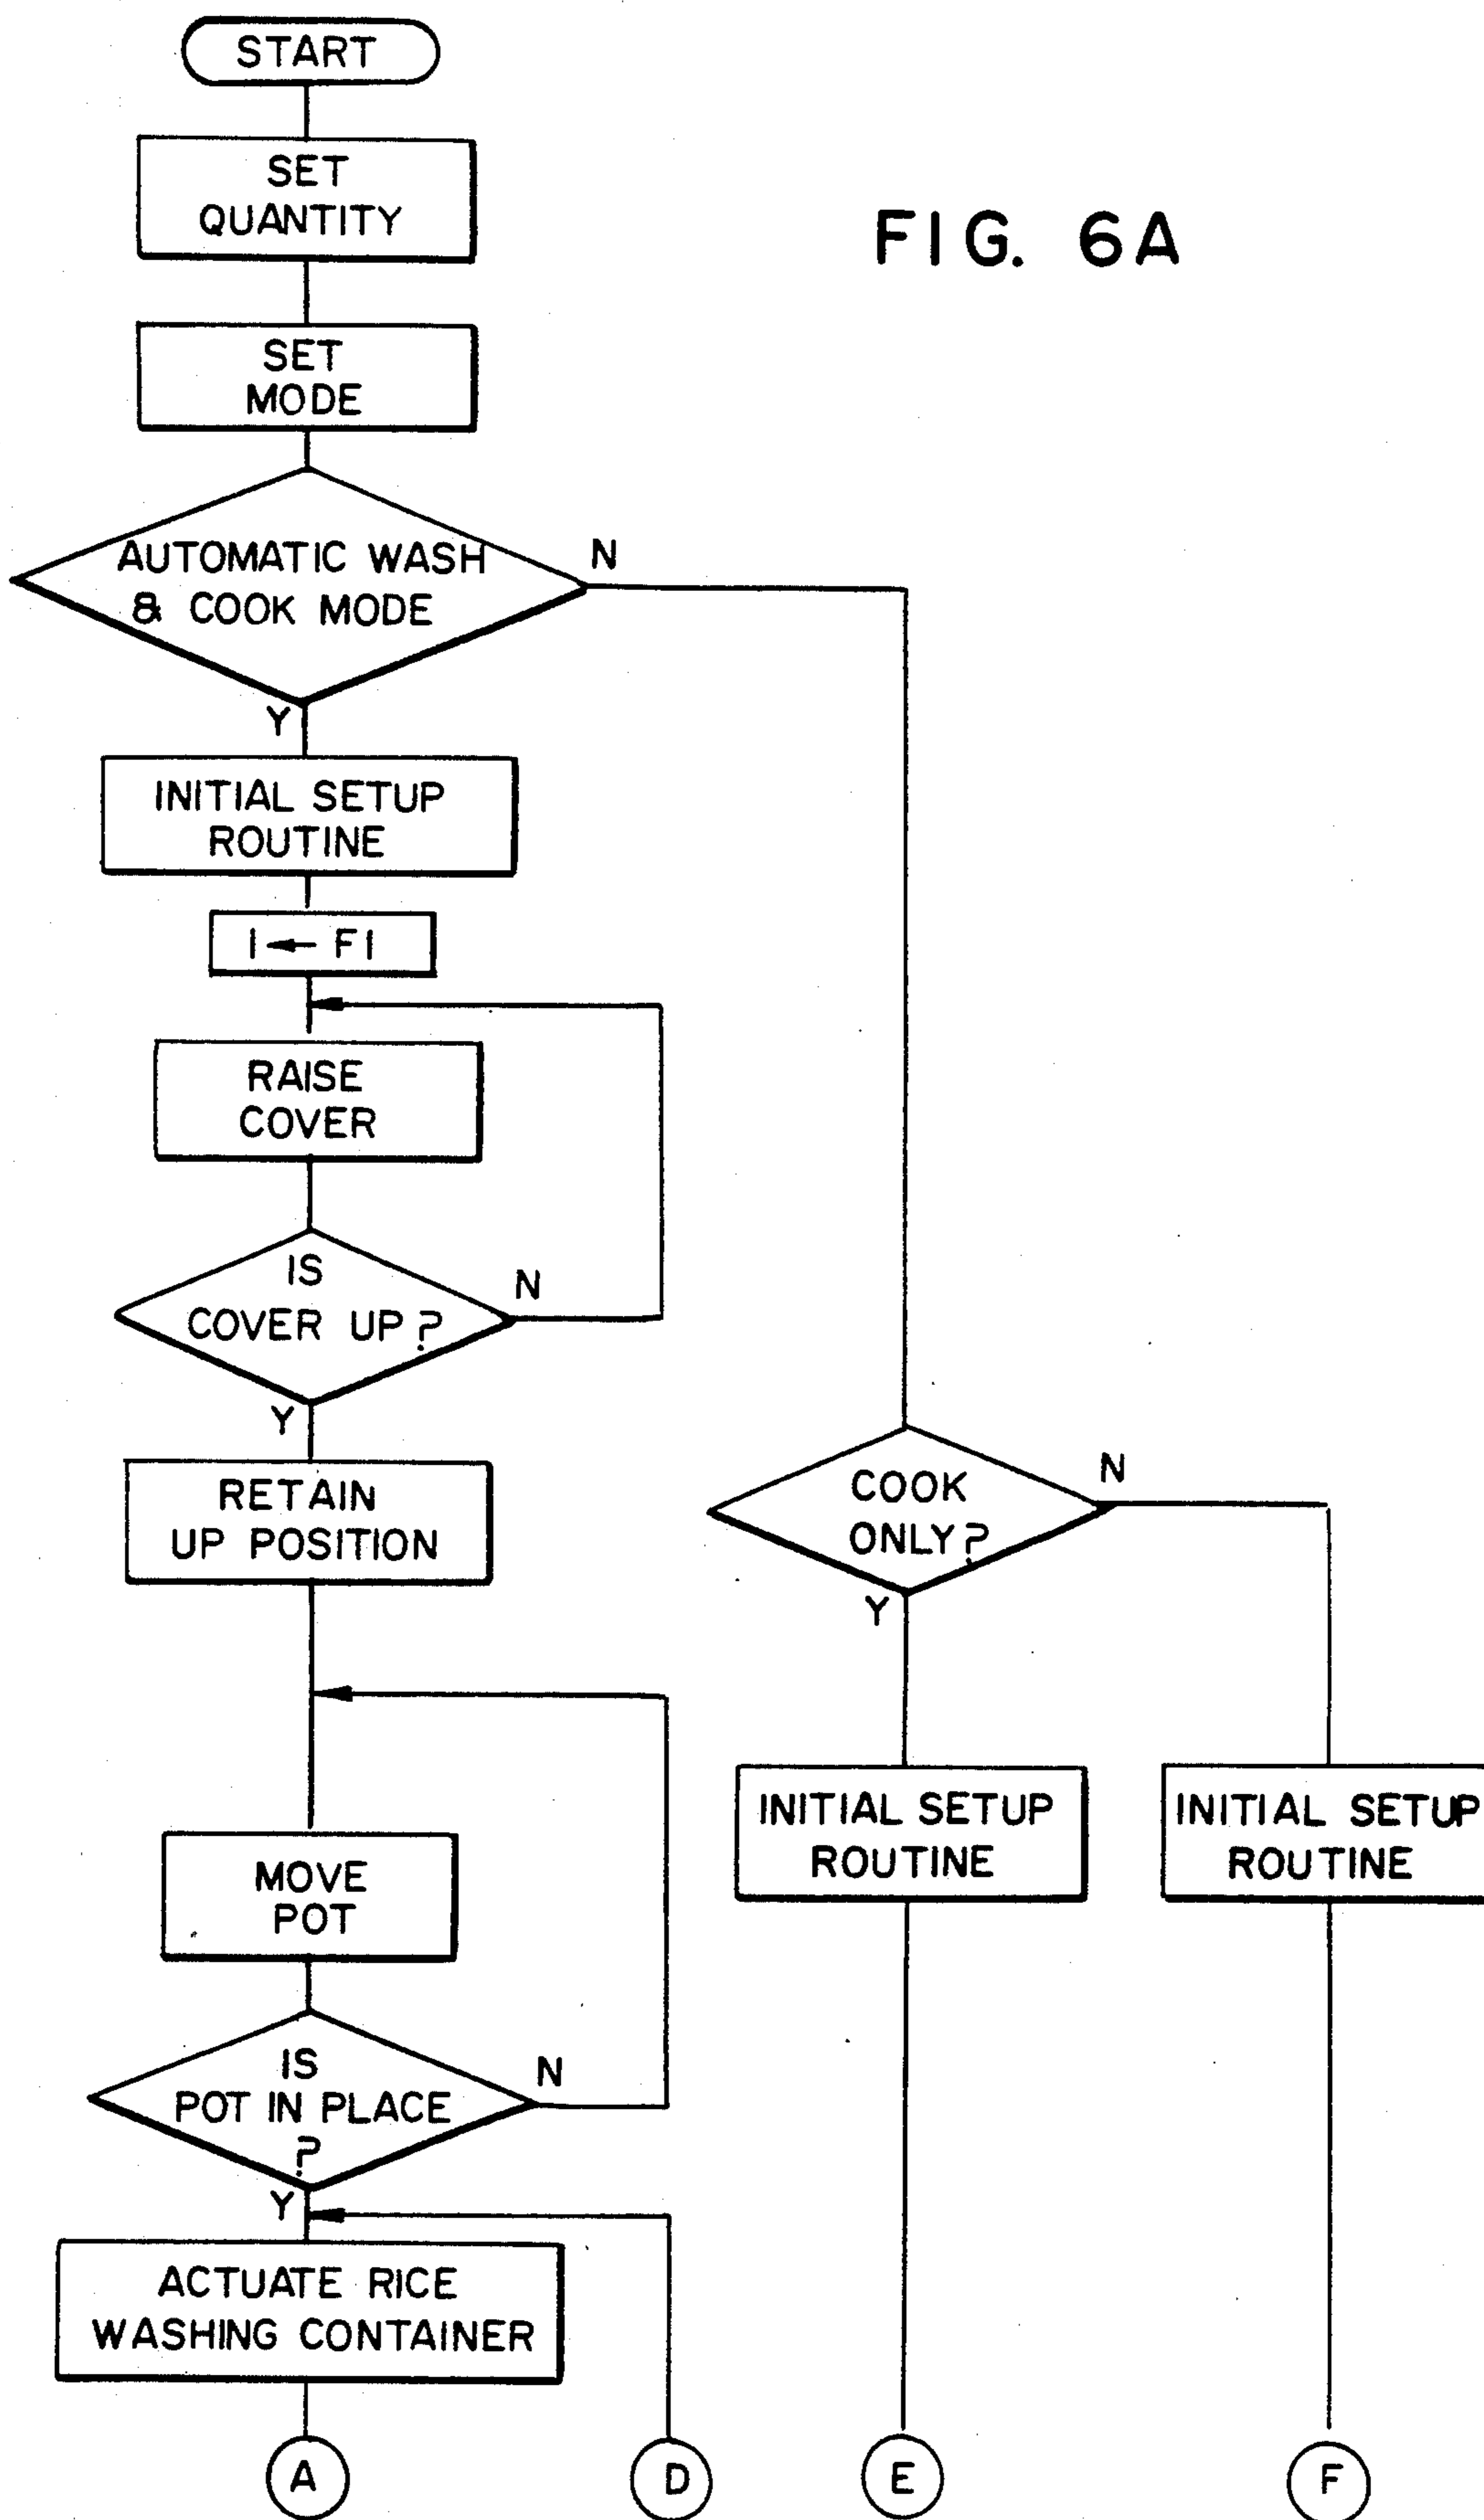 START
SET
QUANTITY
FIG. 6A
SET
MODE
AUTOMATIC WASH
& COOK MODE
N
Y
INITIAL SETUP
ROUTINE
I ← FI
RAISE
COVER
IS
COVER UP?
N
Y
RETAIN
UP POSITION
COOK
ONLY?
N
Y
INITIAL SETUP
ROUTINE
INITIAL SETUP
ROUTINE
MOVE
POT
IS
POT IN PLACE
?
N
Y
ACTUATE RICE
WASHING CONTAINER
A
D
E
F